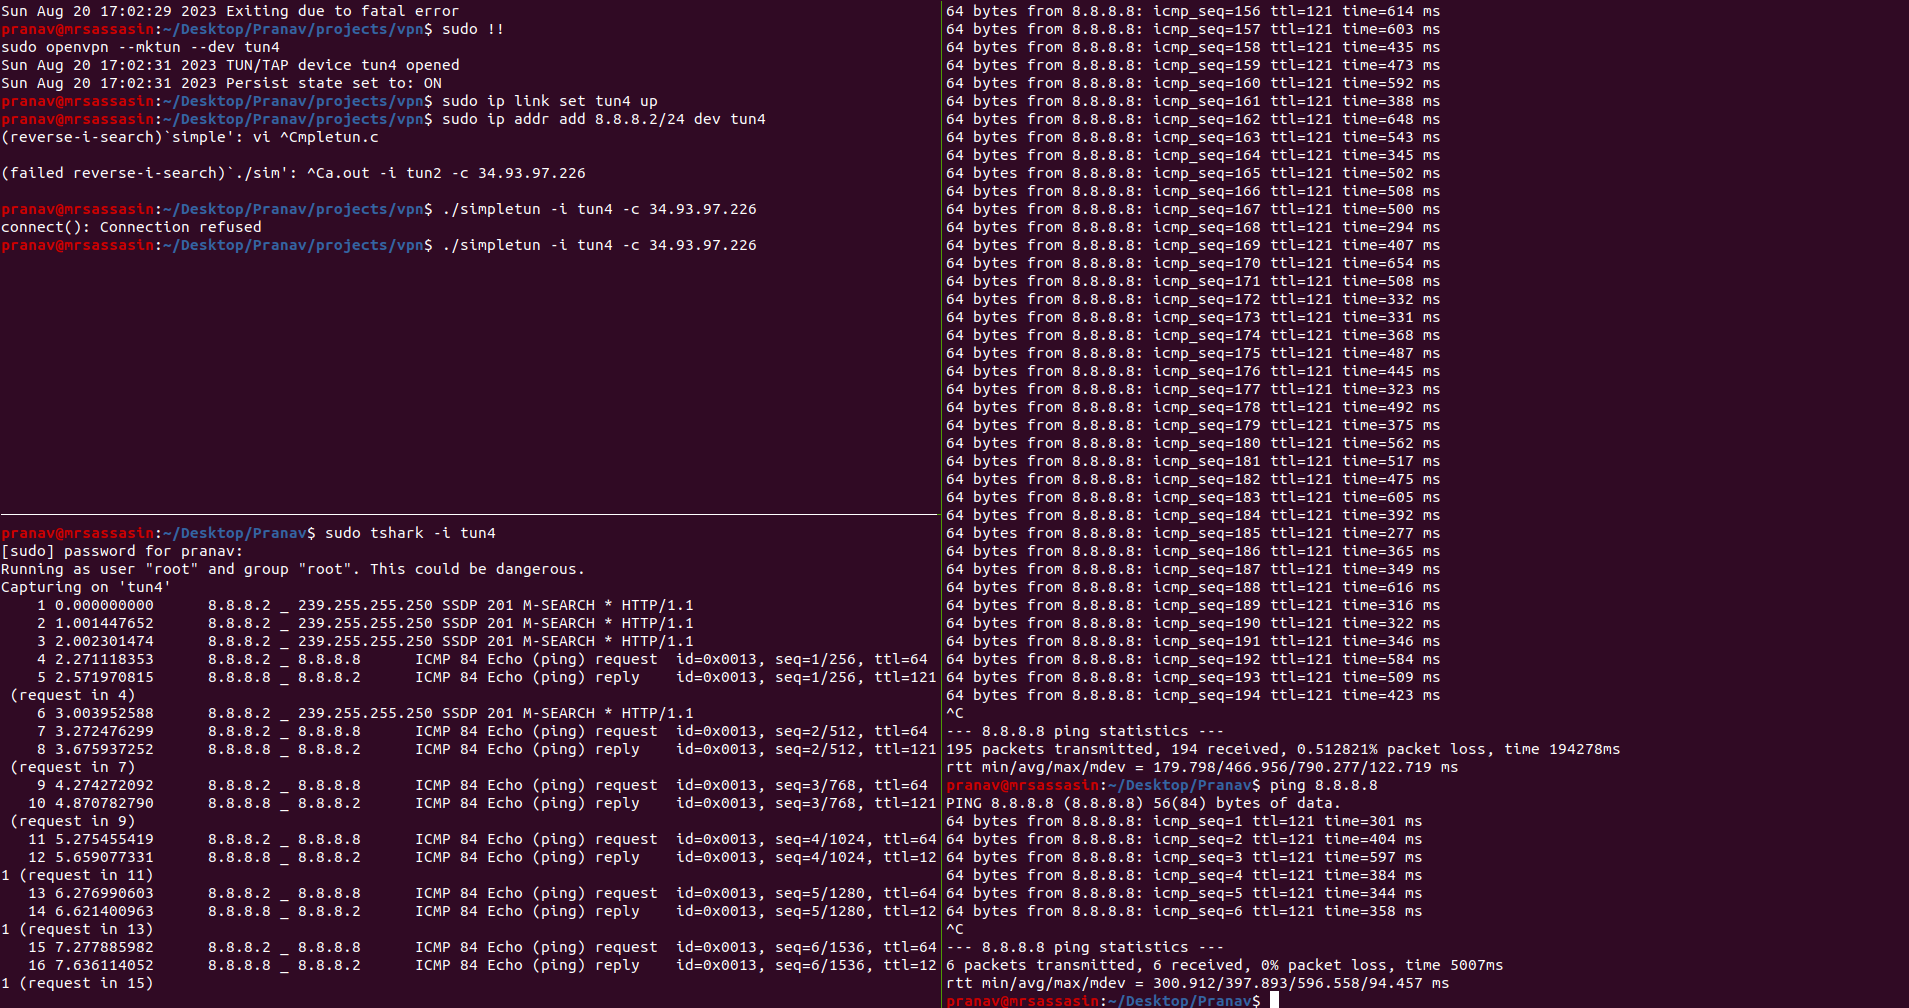 Sun Aug 20 17:02:29 2023 Exiting due to fatal error
pranav@mrsassasin:~/Desktop/Pranav/projects/vpn$ sudo !!
sudo openvpn --mktun --dev tun4
Sun Aug 20 17:02:31 2023 TUN/TAP device tun4 opened
Sun Aug 20 17:02:31 2023 Persist state set to: ON
pranav@mrsassasin:~/Desktop/Pranav/projects/vpn$ sudo ip link set tun4 up
pranav@mrsassasin:~/Desktop/Pranav/projects/vpn$ sudo ip addr add 8.8.8.2/24 dev tun4
(reverse-i-search)`simple': vi ^Cmpletun.c
(failed reverse-i-search)`./sim': ^Ca.out -i tun2 -c 34.93.97.226
pranav@mrsassasin:~/Desktop/Pranav/projects/vpn$ ./simpletun -i tun4 -c 34.93.97.226
connect(): Connection refused
pranav@mrsassasin:~/Desktop/Pranav/projects/vpn$ ./simpletun -i tun4 -c 34.93.97.226
pranav@mrsassasin:~/Desktop/Pranav$ sudo tshark -i tun4
[sudo] password for pranav:
Running as user "root" and group "root". This could be dangerous.
Capturing on 'tun4'
1 0.000000000 8.8.8.2 _ 239.255.255.250 SSDP 201 M-SEARCH * HTTP/1.1
2 1.001447652 8.8.8.2 _ 239.255.255.250 SSDP 201 M-SEARCH * HTTP/1.1
3 2.002301474 8.8.8.2 _ 239.255.255.250 SSDP 201 M-SEARCH * HTTP/1.1
4 2.271118353 8.8.8.2 _ 8.8.8.8 ICMP 84 Echo (ping) request id=0x0013, seq=1/256, ttl=64
5 2.571970815 8.8.8.8 _ 8.8.8.2 ICMP 84 Echo (ping) reply id=0x0013, seq=1/256, ttl=121
(request in 4)
6 3.003952588 8.8.8.2 _ 239.255.255.250 SSDP 201 M-SEARCH * HTTP/1.1
7 3.272476299 8.8.8.2 _ 8.8.8.8 ICMP 84 Echo (ping) request id=0x0013, seq=2/512, ttl=64
8 3.675937252 8.8.8.8 _ 8.8.8.2 ICMP 84 Echo (ping) reply id=0x0013, seq=2/512, ttl=121
(request in 7)
9 4.274272092 8.8.8.2 _ 8.8.8.8 ICMP 84 Echo (ping) request id=0x0013, seq=3/768, ttl=64
10 4.870782790 8.8.8.8 _ 8.8.8.2 ICMP 84 Echo (ping) reply id=0x0013, seq=3/768, ttl=121
(request in 9)
11 5.275455419 8.8.8.2 _ 8.8.8.8 ICMP 84 Echo (ping) request id=0x0013, seq=4/1024, ttl=64
12 5.659077331 8.8.8.8 _ 8.8.8.2 ICMP 84 Echo (ping) reply id=0x0013, seq=4/1024, ttl=12
1 (request in 11)
13 6.276990603 8.8.8.2 _ 8.8.8.8 ICMP 84 Echo (ping) request id=0x0013, seq=5/1280, ttl=64
14 6.621400963 8.8.8.8 _ 8.8.8.2 ICMP 84 Echo (ping) reply id=0x0013, seq=5/1280, ttl=12
1 (request in 13)
15 7.277885982 8.8.8.2 _ 8.8.8.8 ICMP 84 Echo (ping) request id=0x0013, seq=6/1536, ttl=64
16 7.636114052 8.8.8.8 _ 8.8.8.2 ICMP 84 Echo (ping) reply id=0x0013, seq=6/1536, ttl=12
1 (request in 15)
64 bytes from 8.8.8.8: icmp_seq=156 ttl=121 time=614 ms
64 bytes from 8.8.8.8: icmp_seq=157 ttl=121 time=603 ms
64 bytes from 8.8.8.8: icmp_seq=158 ttl=121 time=435 ms
64 bytes from 8.8.8.8: icmp_seq=159 ttl=121 time=473 ms
64 bytes from 8.8.8.8: icmp_seq=160 ttl=121 time=592 ms
64 bytes from 8.8.8.8: icmp_seq=161 ttl=121 time=388 ms
64 bytes from 8.8.8.8: icmp_seq=162 ttl=121 time=648 ms
64 bytes from 8.8.8.8: icmp_seq=163 ttl=121 time=543 ms
64 bytes from 8.8.8.8: icmp_seq=164 ttl=121 time=345 ms
64 bytes from 8.8.8.8: icmp_seq=165 ttl=121 time=502 ms
64 bytes from 8.8.8.8: icmp_seq=166 ttl=121 time=508 ms
64 bytes from 8.8.8.8: icmp_seq=167 ttl=121 time=500 ms
64 bytes from 8.8.8.8: icmp_seq=168 ttl=121 time=294 ms
64 bytes from 8.8.8.8: icmp_seq=169 ttl=121 time=407 ms
64 bytes from 8.8.8.8: icmp_seq=170 ttl=121 time=654 ms
64 bytes from 8.8.8.8: icmp_seq=171 ttl=121 time=508 ms
64 bytes from 8.8.8.8: icmp_seq=172 ttl=121 time=332 ms
64 bytes from 8.8.8.8: icmp_seq=173 ttl=121 time=331 ms
64 bytes from 8.8.8.8: icmp_seq=174 ttl=121 time=368 ms
64 bytes from 8.8.8.8: icmp_seq=175 ttl=121 time=487 ms
64 bytes from 8.8.8.8: icmp_seq=176 ttl=121 time=445 ms
64 bytes from 8.8.8.8: icmp_seq=177 ttl=121 time=323 ms
64 bytes from 8.8.8.8: icmp_seq=178 ttl=121 time=492 ms
64 bytes from 8.8.8.8: icmp_seq=179 ttl=121 time=375 ms
64 bytes from 8.8.8.8: icmp_seq=180 ttl=121 time=562 ms
64 bytes from 8.8.8.8: icmp_seq=181 ttl=121 time=517 ms
64 bytes from 8.8.8.8: icmp_seq=182 ttl=121 time=475 ms
64 bytes from 8.8.8.8: icmp_seq=183 ttl=121 time=605 ms
64 bytes from 8.8.8.8: icmp_seq=184 ttl=121 time=392 ms
64 bytes from 8.8.8.8: icmp_seq=185 ttl=121 time=277 ms
64 bytes from 8.8.8.8: icmp_seq=186 ttl=121 time=365 ms
64 bytes from 8.8.8.8: icmp_seq=187 ttl=121 time=349 ms
64 bytes from 8.8.8.8: icmp_seq=188 ttl=121 time=616 ms
64 bytes from 8.8.8.8: icmp_seq=189 ttl=121 time=316 ms
64 bytes from 8.8.8.8: icmp_seq=190 ttl=121 time=322 ms
64 bytes from 8.8.8.8: icmp_seq=191 ttl=121 time=346 ms
64 bytes from 8.8.8.8: icmp_seq=192 ttl=121 time=584 ms
64 bytes from 8.8.8.8: icmp_seq=193 ttl=121 time=509 ms
64 bytes from 8.8.8.8: icmp_seq=194 ttl=121 time=423 ms
^C
--- 8.8.8.8 ping statistics ---
195 packets transmitted, 194 received, 0.512821% packet loss, time 194278ms
rtt min/avg/max/mdev = 179.798/466.956/790.277/122.719 ms
pranav@mrsassasin:~/Desktop/Pranav$ ping 8.8.8.8
PING 8.8.8.8 (8.8.8.8) 56(84) bytes of data.
64 bytes from 8.8.8.8: icmp_seq=1 ttl=121 time=301 ms
64 bytes from 8.8.8.8: icmp_seq=2 ttl=121 time=404 ms
64 bytes from 8.8.8.8: icmp_seq=3 ttl=121 time=597 ms
64 bytes from 8.8.8.8: icmp_seq=4 ttl=121 time=384 ms
64 bytes from 8.8.8.8: icmp_seq=5 ttl=121 time=344 ms
64 bytes from 8.8.8.8: icmp_seq=6 ttl=121 time=358 ms
^C
--- 8.8.8.8 ping statistics ---
6 packets transmitted, 6 received, 0% packet loss, time 5007ms
rtt min/avg/max/mdev = 300.912/397.893/596.558/94.457 ms
pranav@mrsassasin:~/Desktop/Pranav$